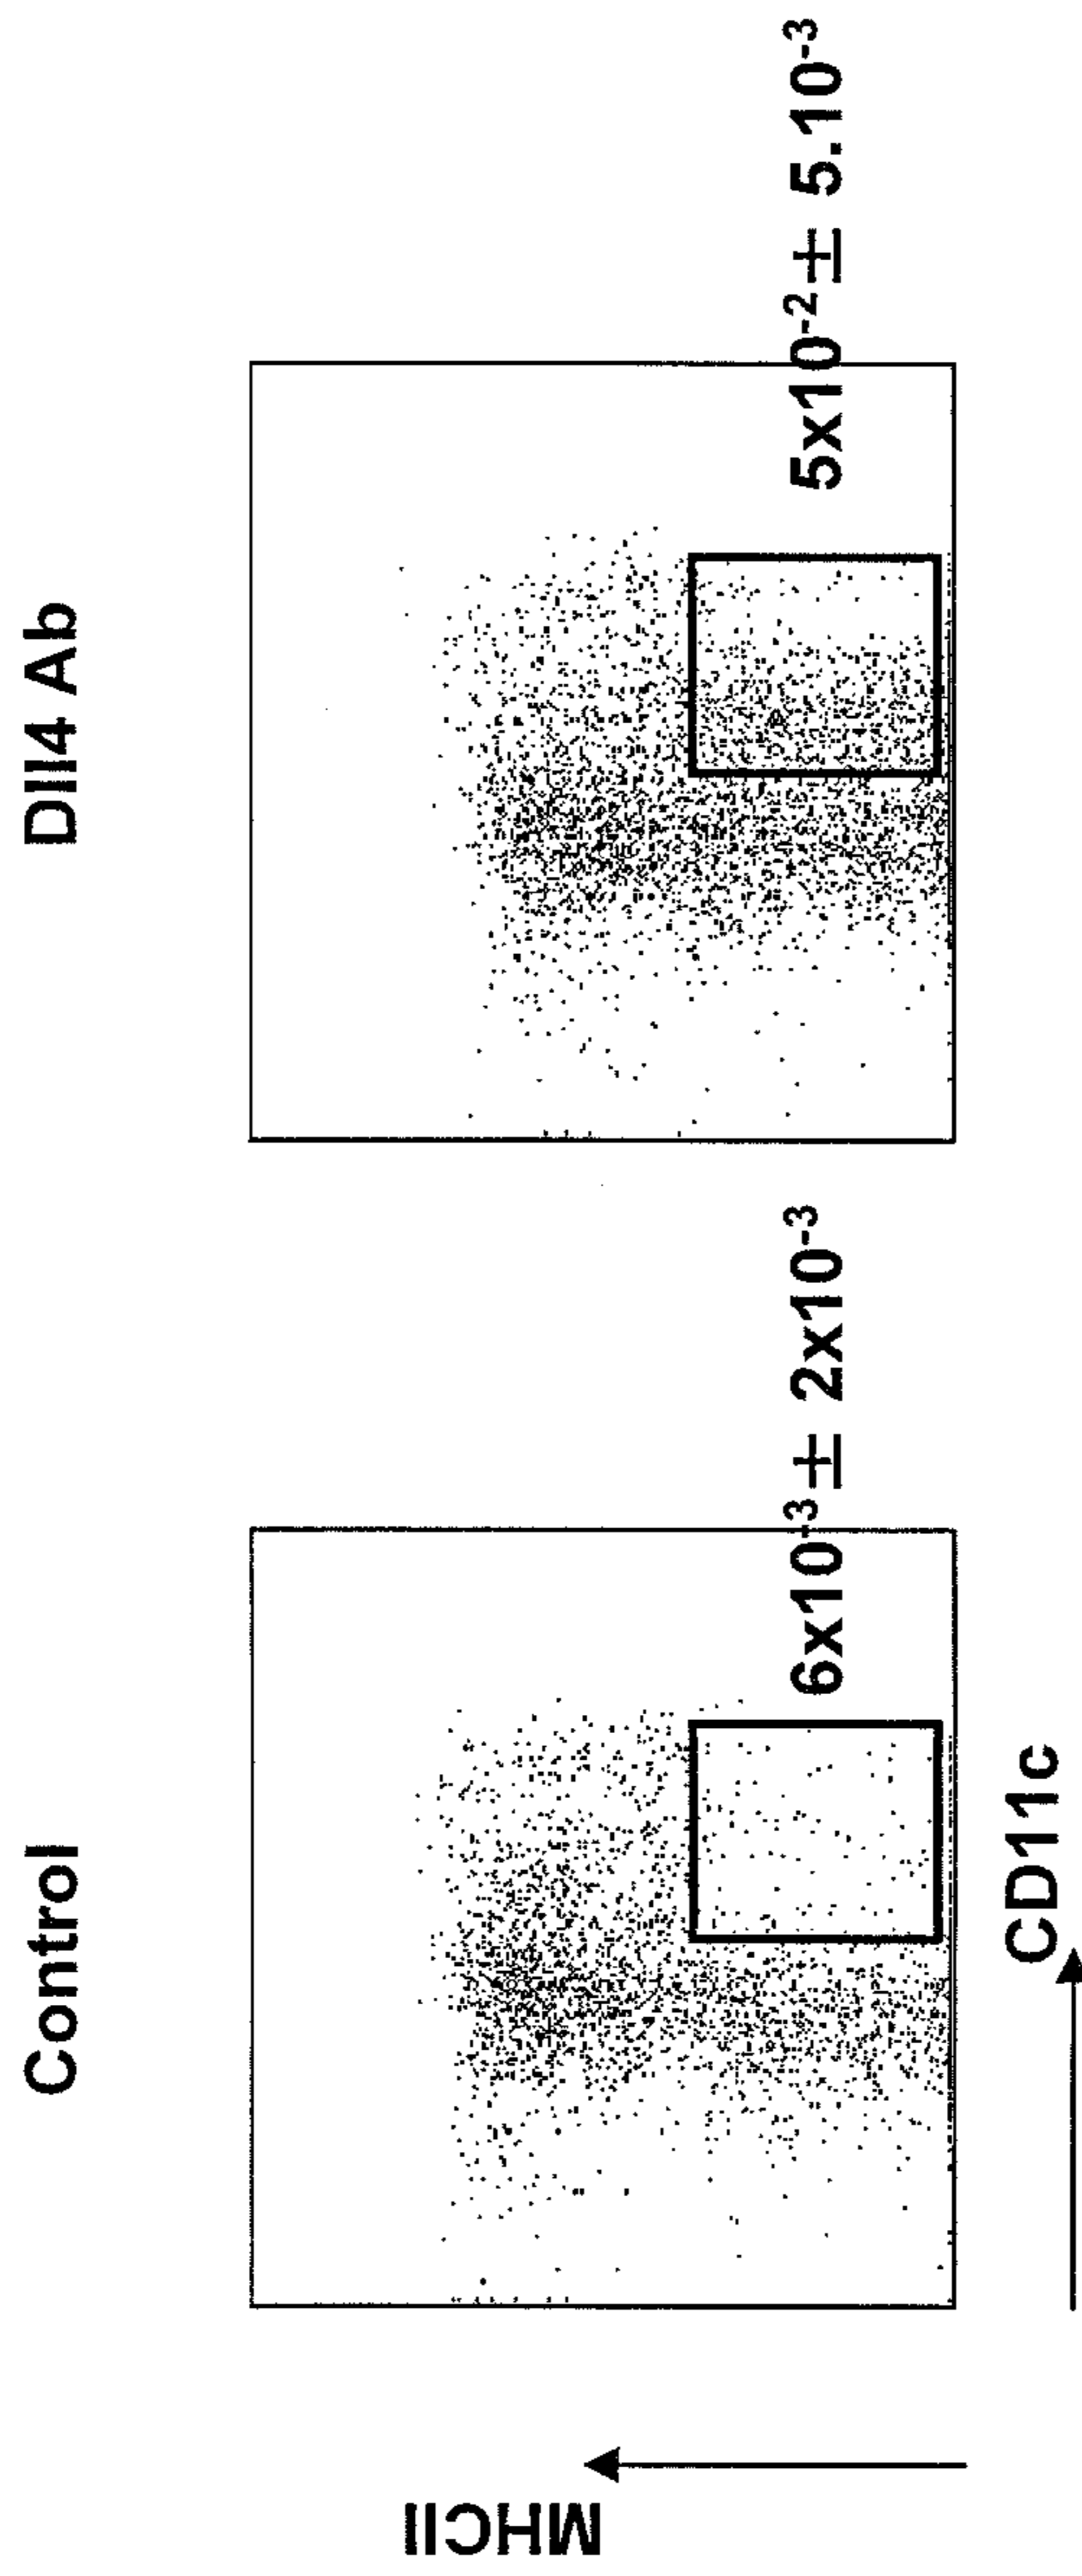 Control
Dll4 Ab
6x10⁻³± 2x10⁻³
5x10⁻²± 5.10⁻³
MHCII
CD11c